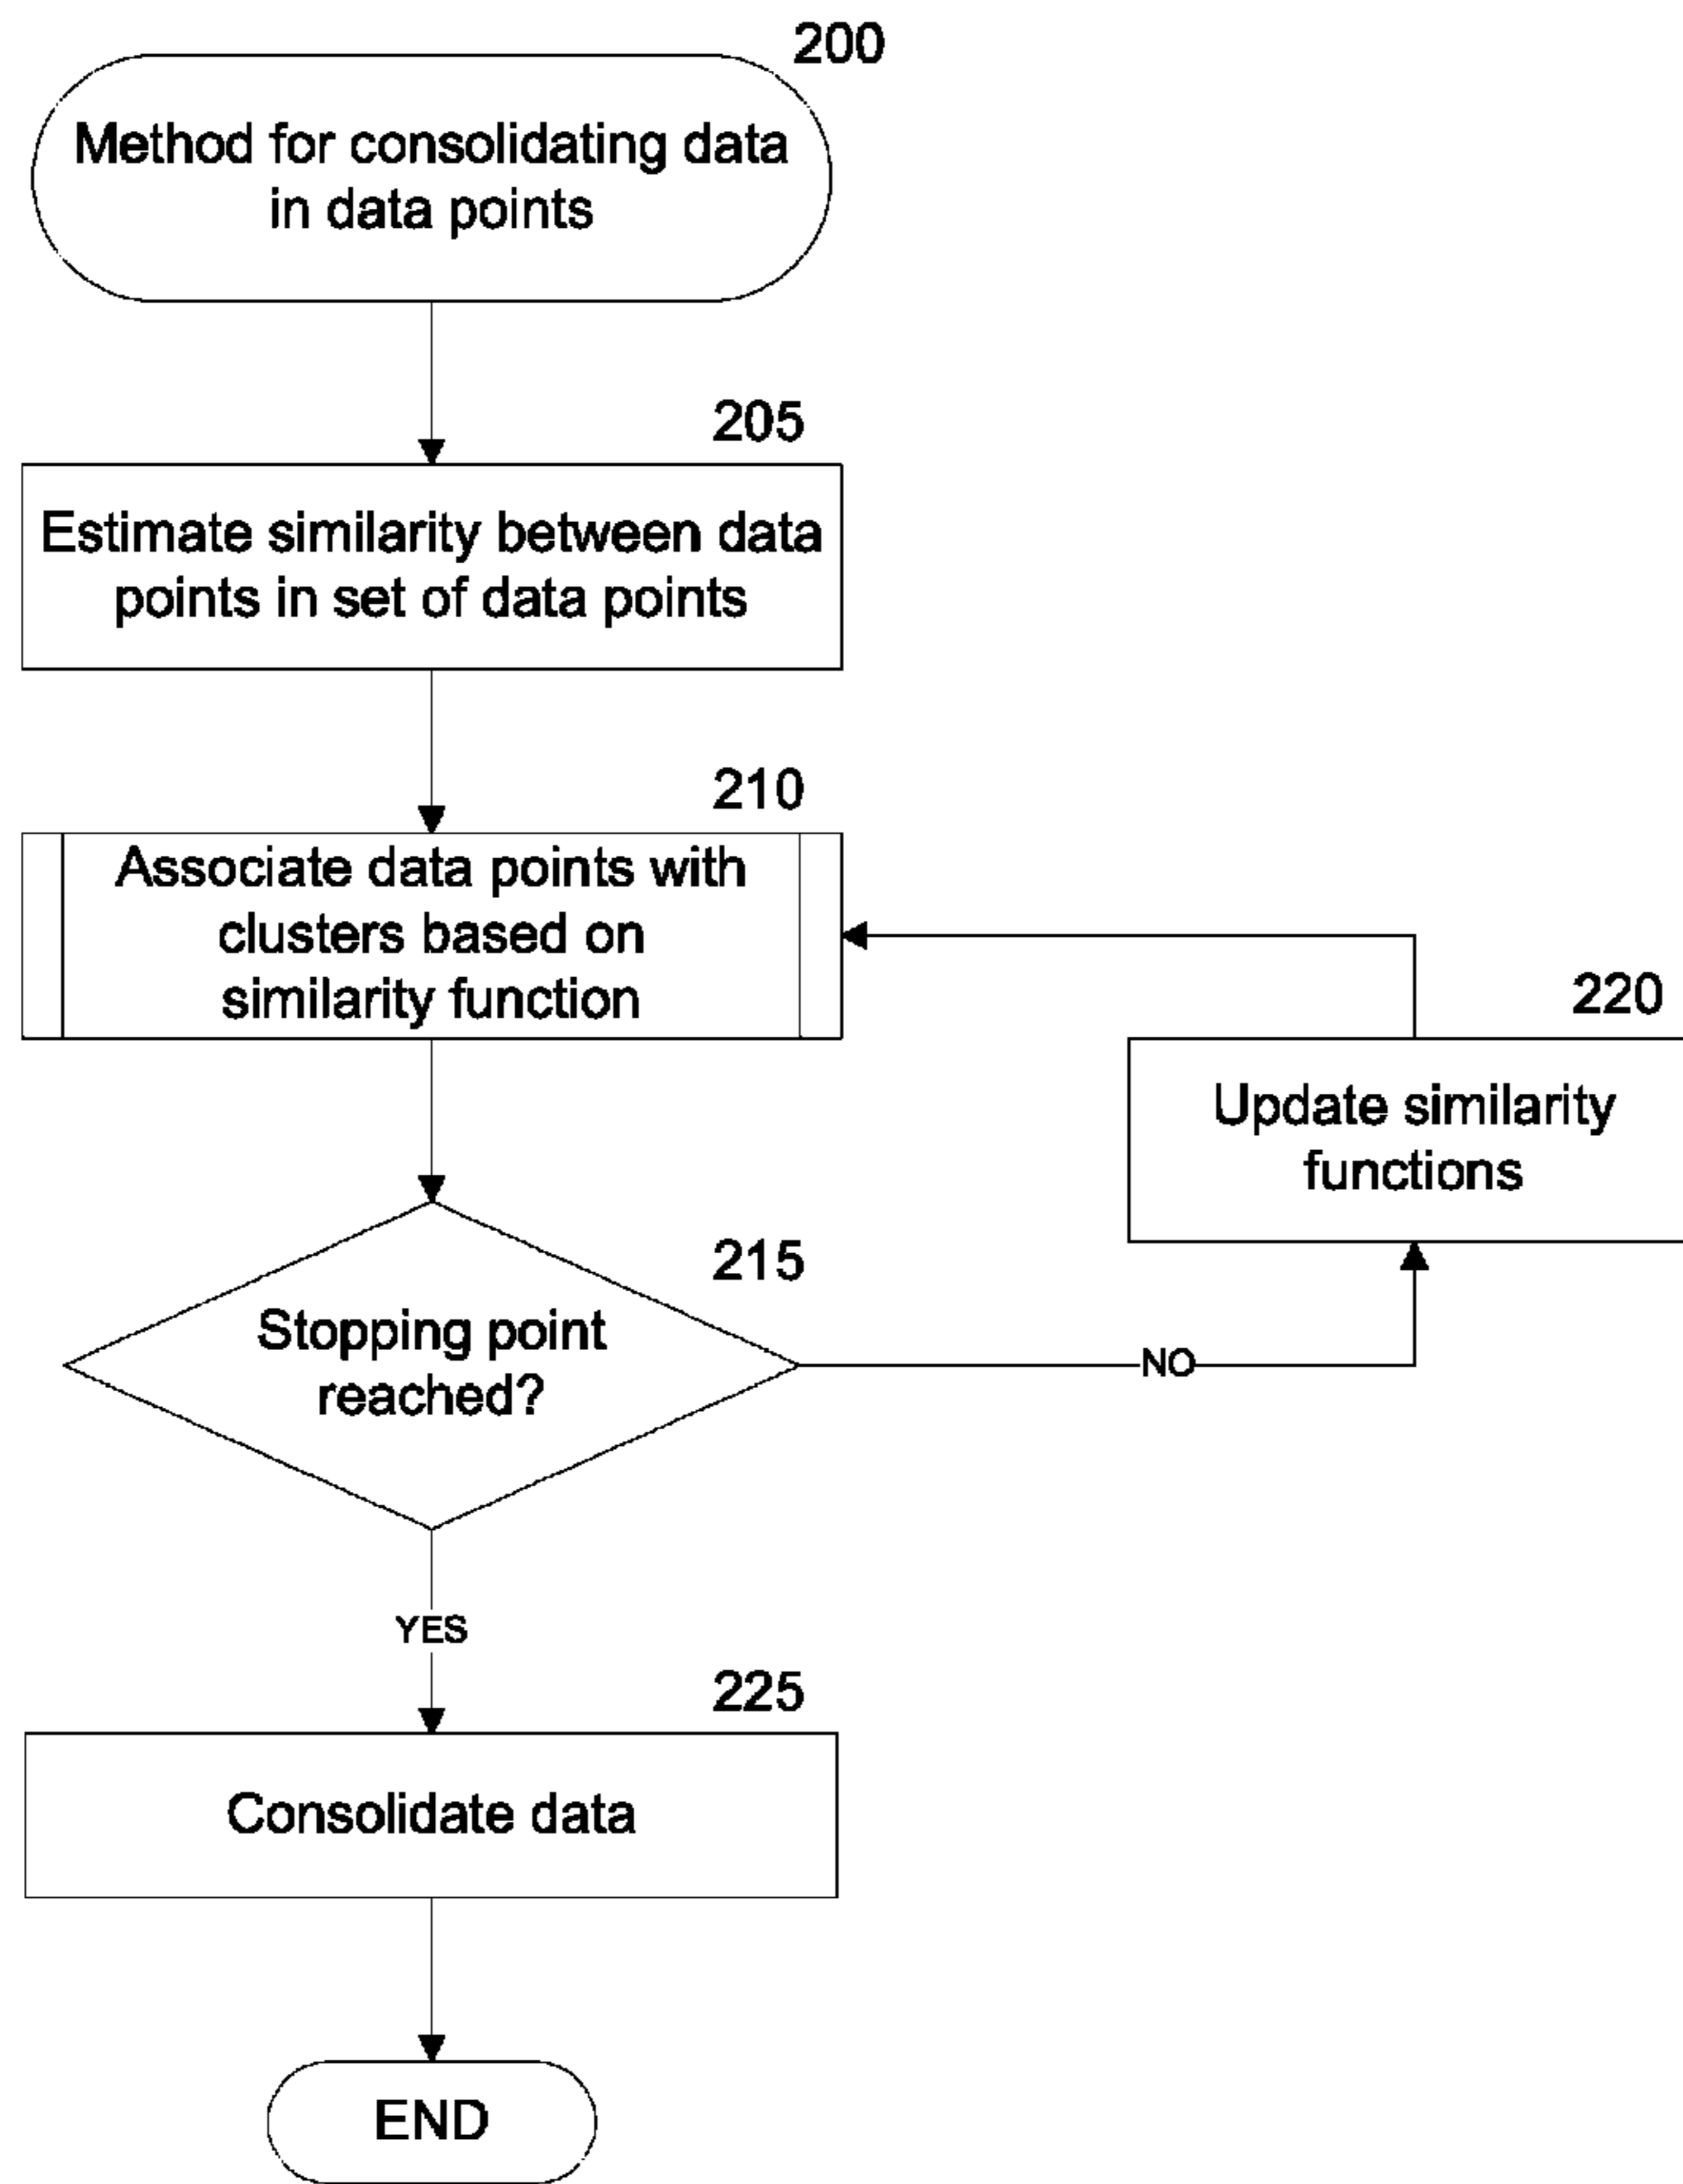 200
Method for consolidating data
in data points
205
Estimate similarity between data
points in set of data points
210
Associate data points with
clusters based on
similarity function
220
Update similarity
functions
215
Stopping point
reached?
NO
YES
225
Consolidate data
END